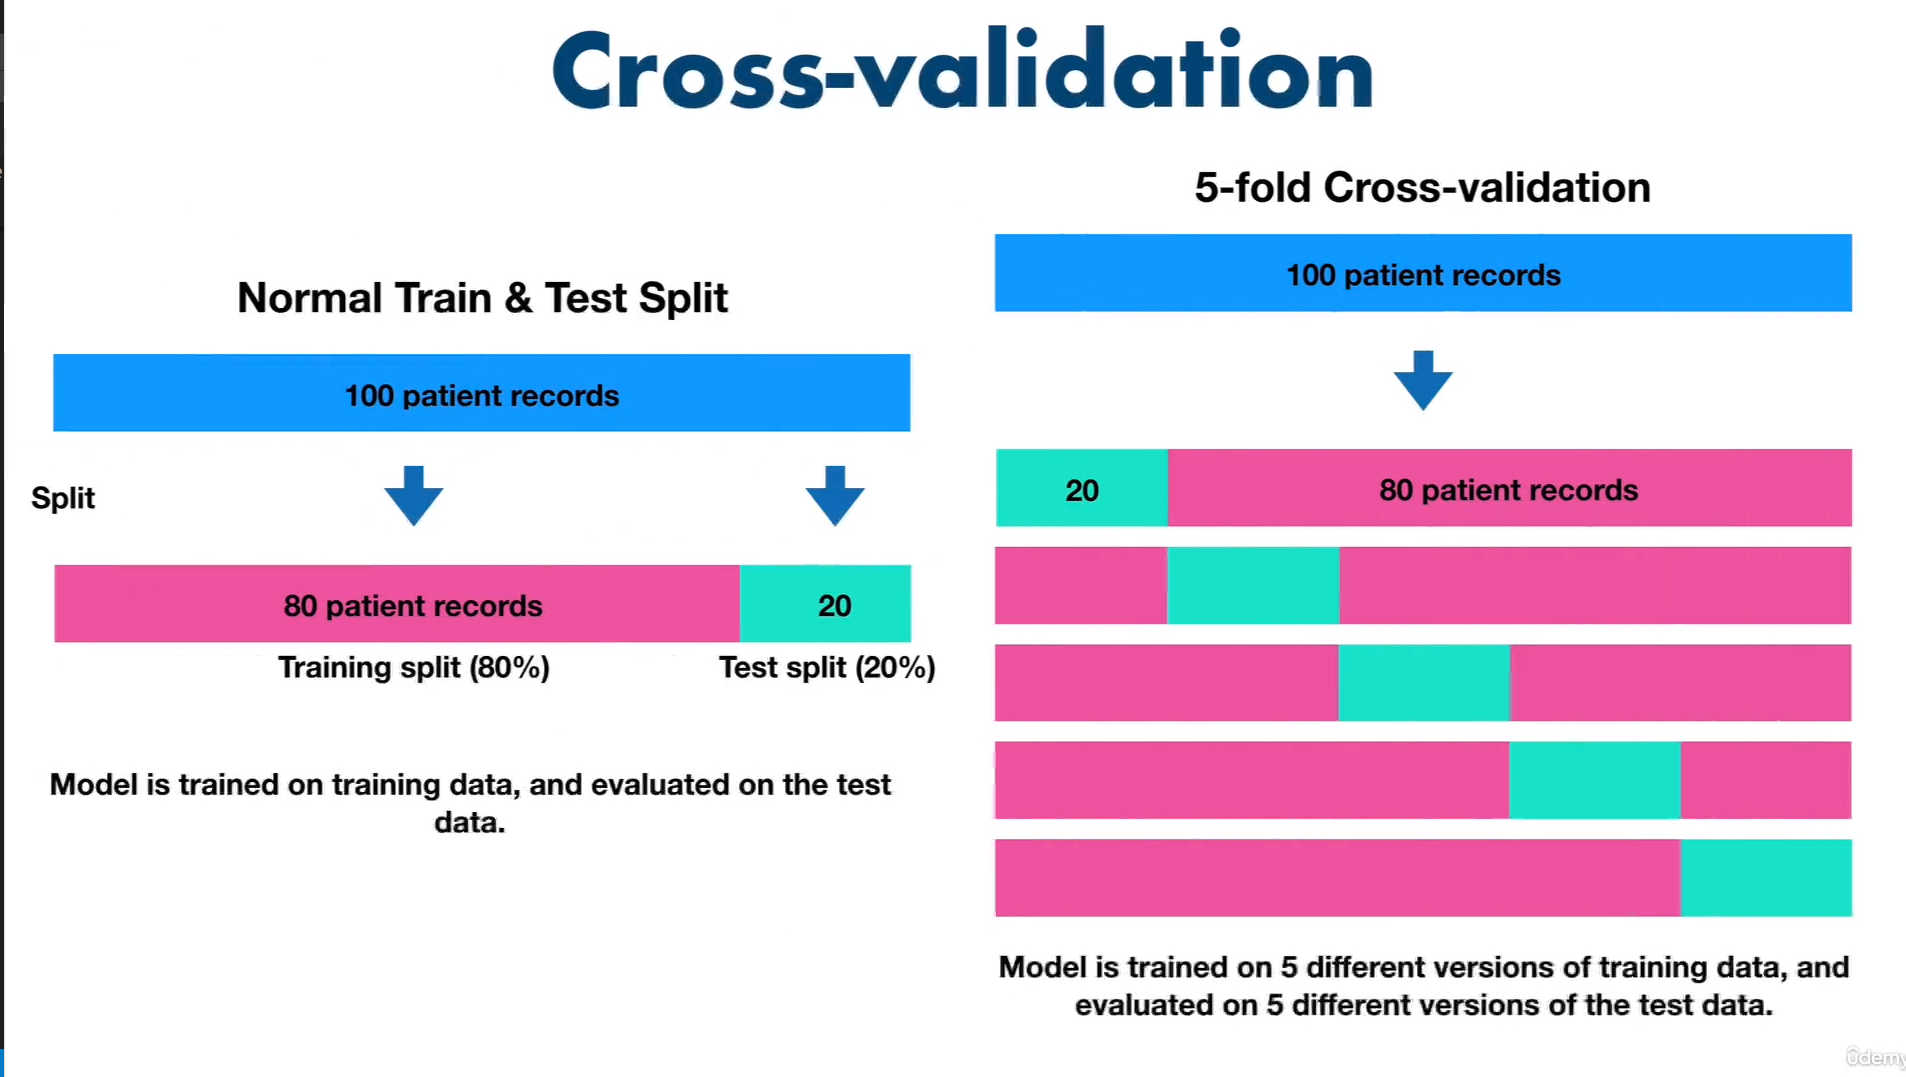 Cross-validation
Normal Train & Test Split
100 patient records
Split
80 patient records
20
Training split (80%)
Test split (20%)
Model is trained on training data, and evaluated on the test
data.
5-fold Cross-validation
100 patient records
20
80 patient records
Model is trained on 5 different versions of training data, and
evaluated on 5 different versions of the test data.
ûdemy